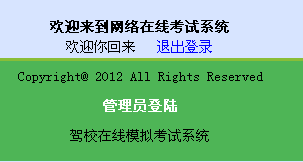 欢迎来到网络在线考试系统
欢迎你回来 退出登录
Copyright@ 2012 All Rights Reserved
管理员登陆
驾校在线模拟考试系统